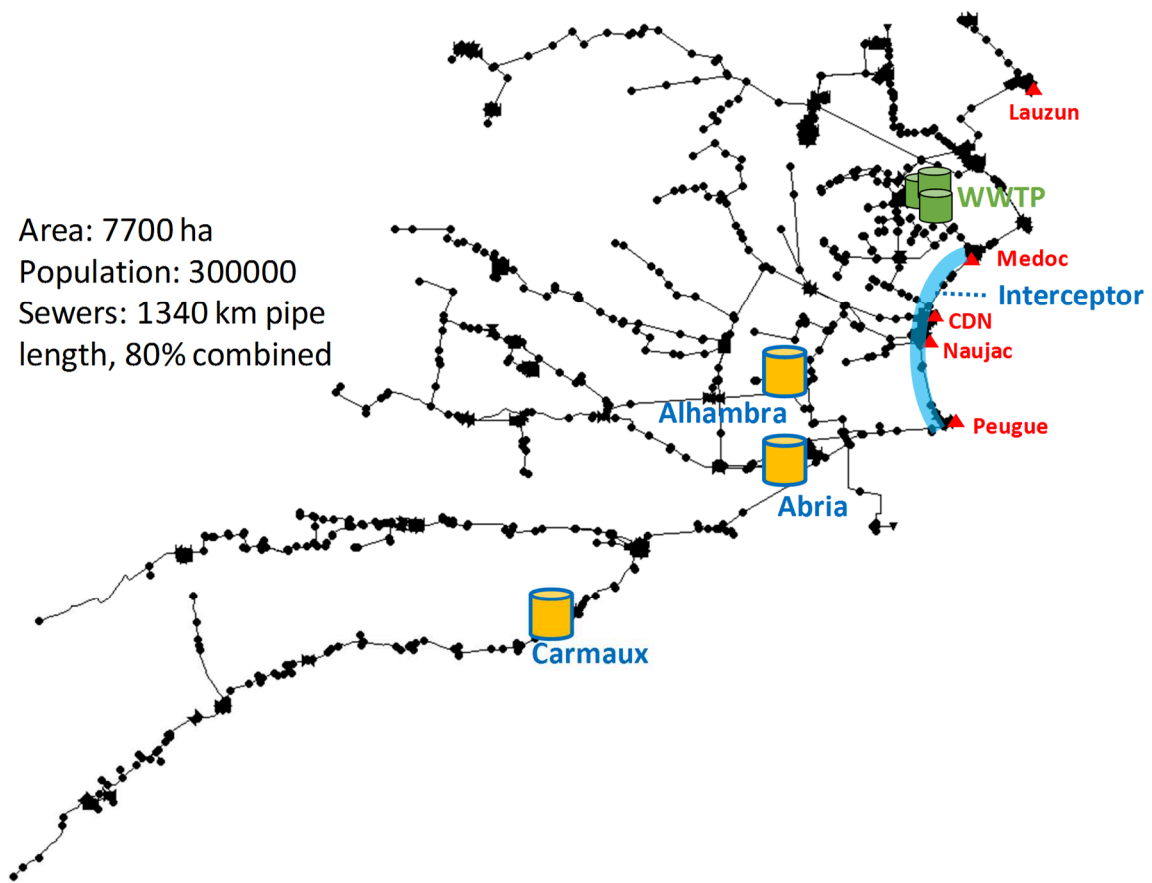 Lauzun
WWTP
Area: 7700 ha
Population: 300000
Sewers: 1340 km pipe
length, 80% combined
Medoc
Interceptor
CDN
Naujac
Alhambra
Peugue
Abria
Carmaux